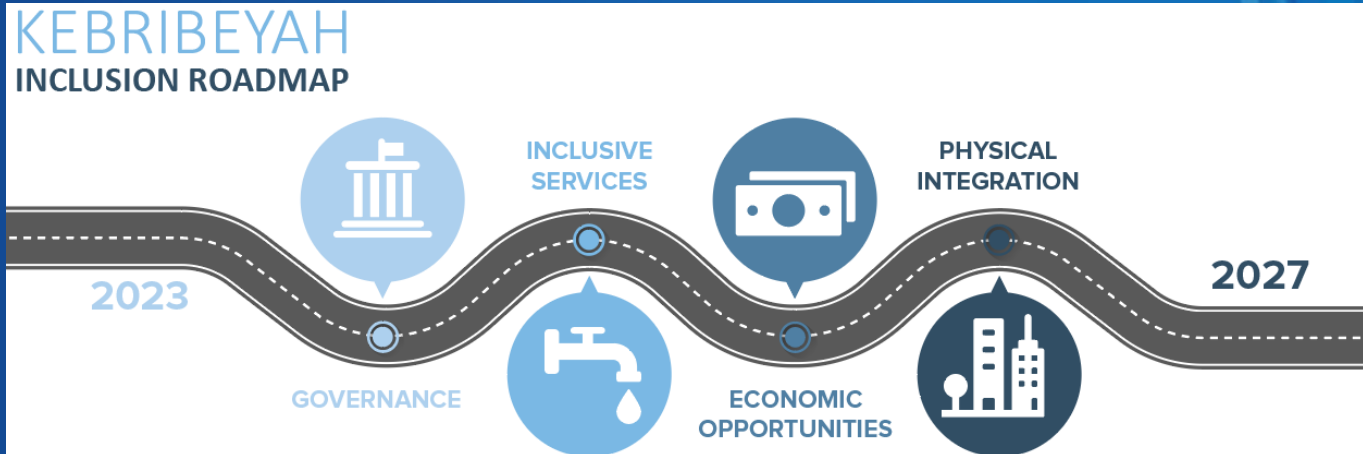 KEBRIBEYAH
INCLUSION ROADMAP
2023
GOVERNANCE
INCLUSIVE
SERVICES
ECONOMIC
OPPORTUNITIES
PHYSICAL
INTEGRATION
2027